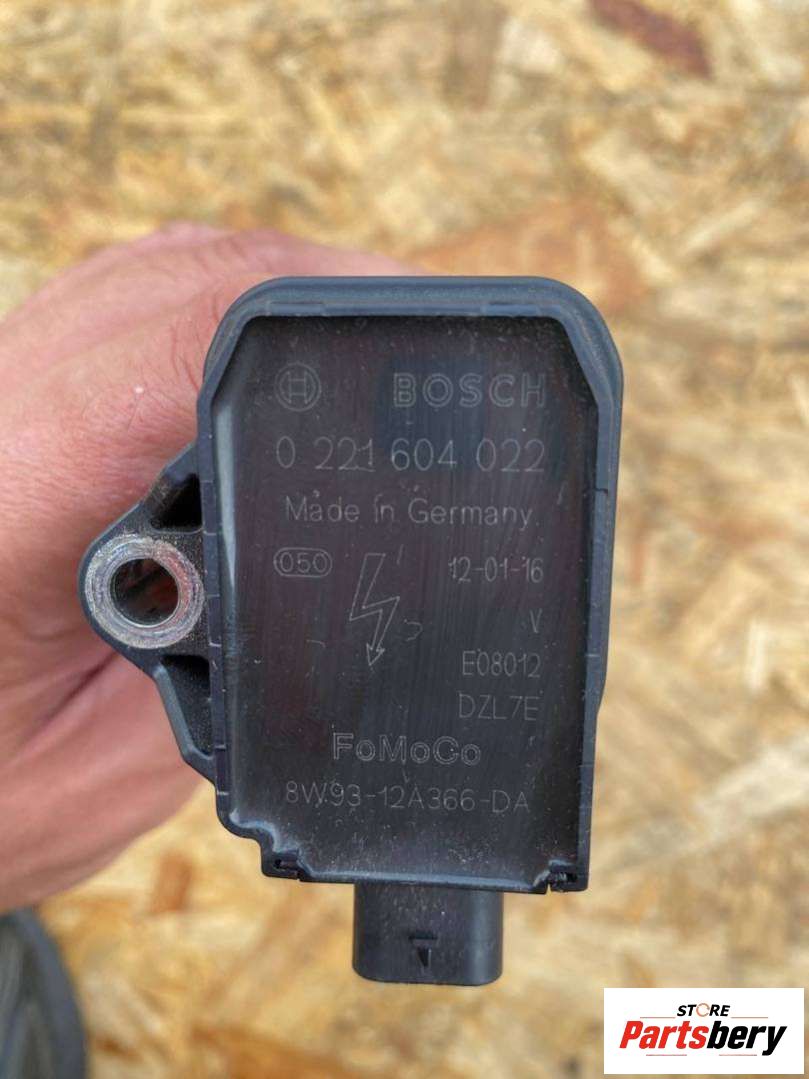 BOSCH
0 221 604 022
Made in Germany
050 12-01-16
V
E08012
DZL7E
FoMoCo
8W93-12A366-DA
STORE
Partsbery